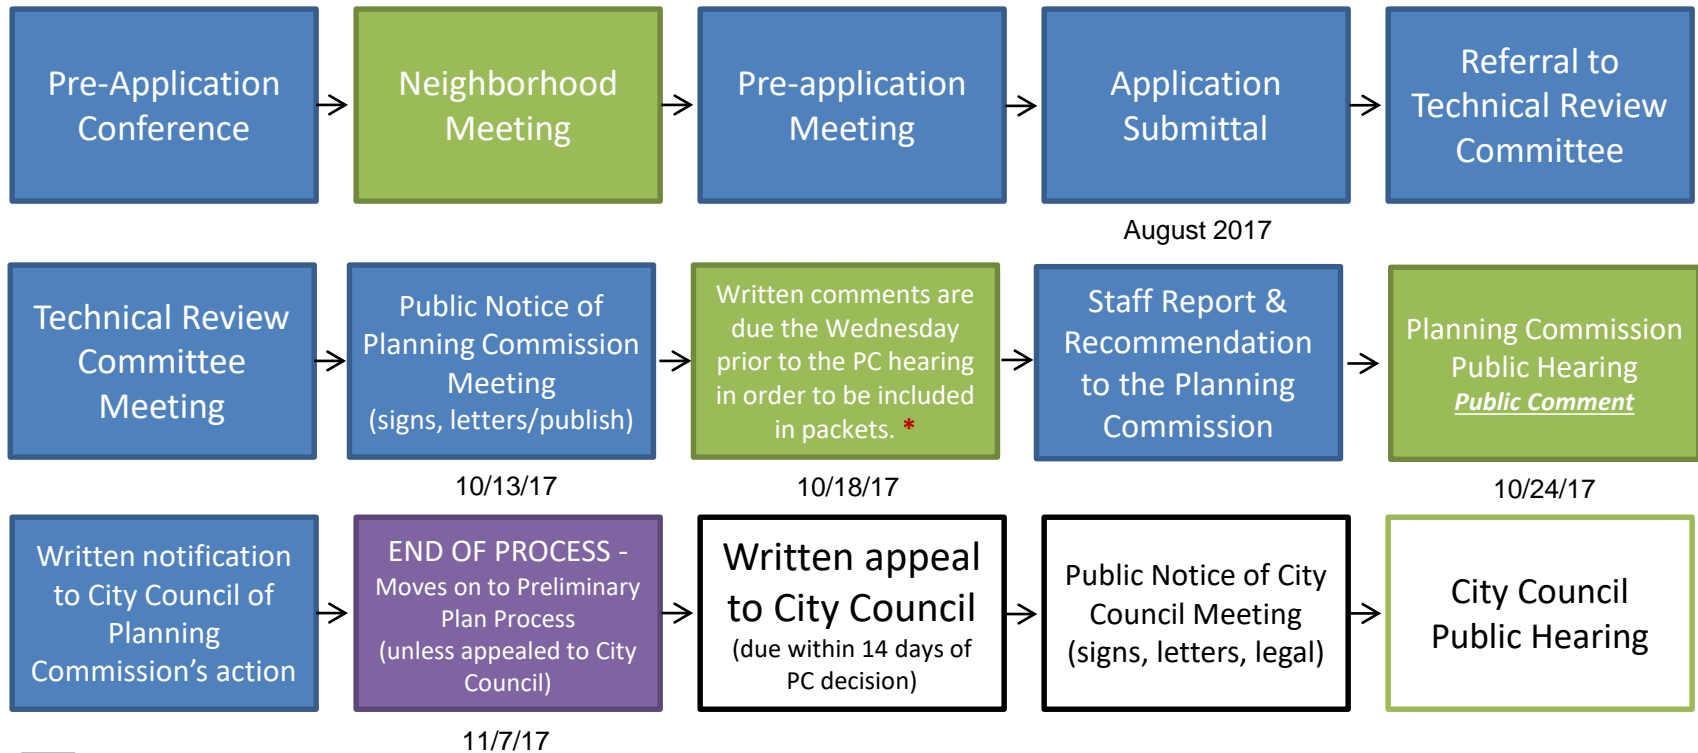 Pre-Application
Conference
Neighborhood
Meeting
Pre-application
Meeting
Application
Submittal
Referral to
Technical Review
Committee
August 2017
Technical Review
Committee
Meeting
Public Notice of
Planning Commission
Meeting
(signs, letters/publish)
Written comments are
due the Wednesday
prior to the PC hearing
in order to be included
in packets. *
Staff Report &
Recommendation
to the Planning
Commission
Planning Commission
Public Hearing
Public Comment
10/13/17
10/18/17
10/24/17
Written notification
to City Council of
Planning
Commission’s action
END OF PROCESS -
Moves on to Preliminary
Plan Process
(unless appealed to City
Council)
Written appeal
to City Council
(due within 14 days of
PC decision)
Public Notice of City
Council Meeting
(signs, letters, legal)
City Council
Public Hearing
11/7/17